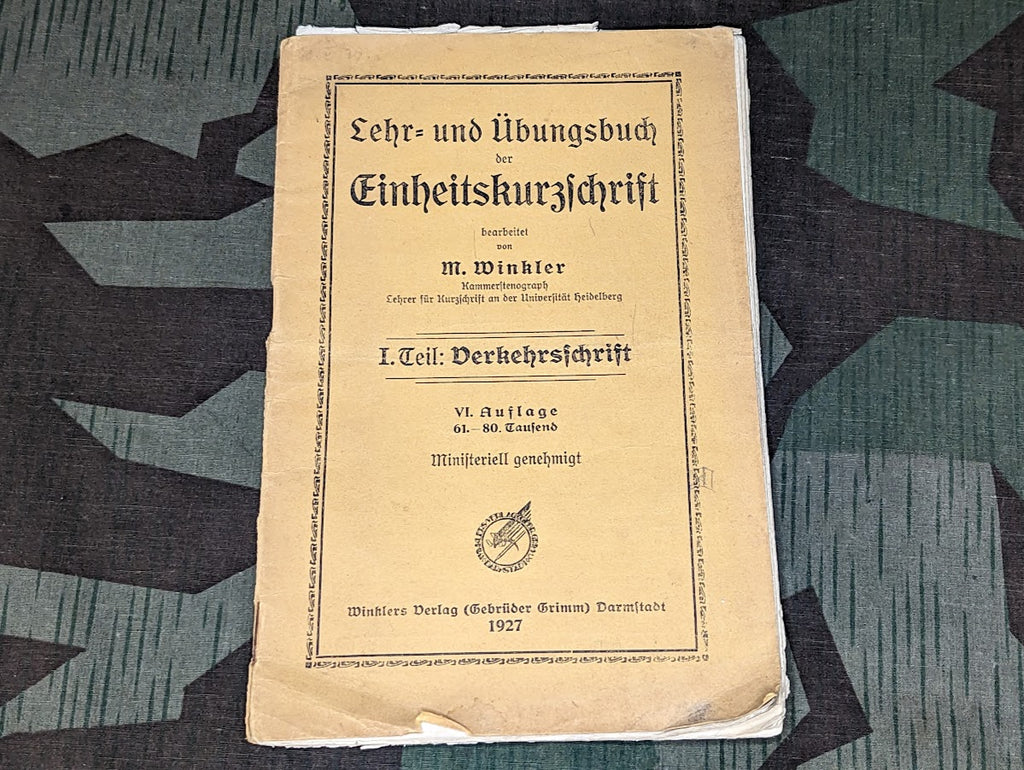 Lehr- und Übungsbuch
der
Einheitskurzschrift
bearbeitet
von
M. Winkler
Kammerstenograph
Lehrer für Kurzschrift an der Universität Heidelberg
I. Teil: Verkehrsschrift
VI. Auflage
61.–80. Tausend
Ministeriell genehmigt
Winklers Verlag (Gebrüder Grimm) Darmstadt
1927